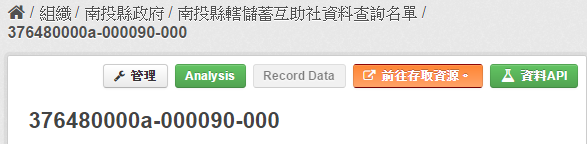 / 組織 / 南投縣政府 / 南投縣轄儲蓄互助社資料查詢名單 /
376480000a-000090-000
管理 Analysis Record Data 前往存取資源。 資料API
376480000a-000090-000